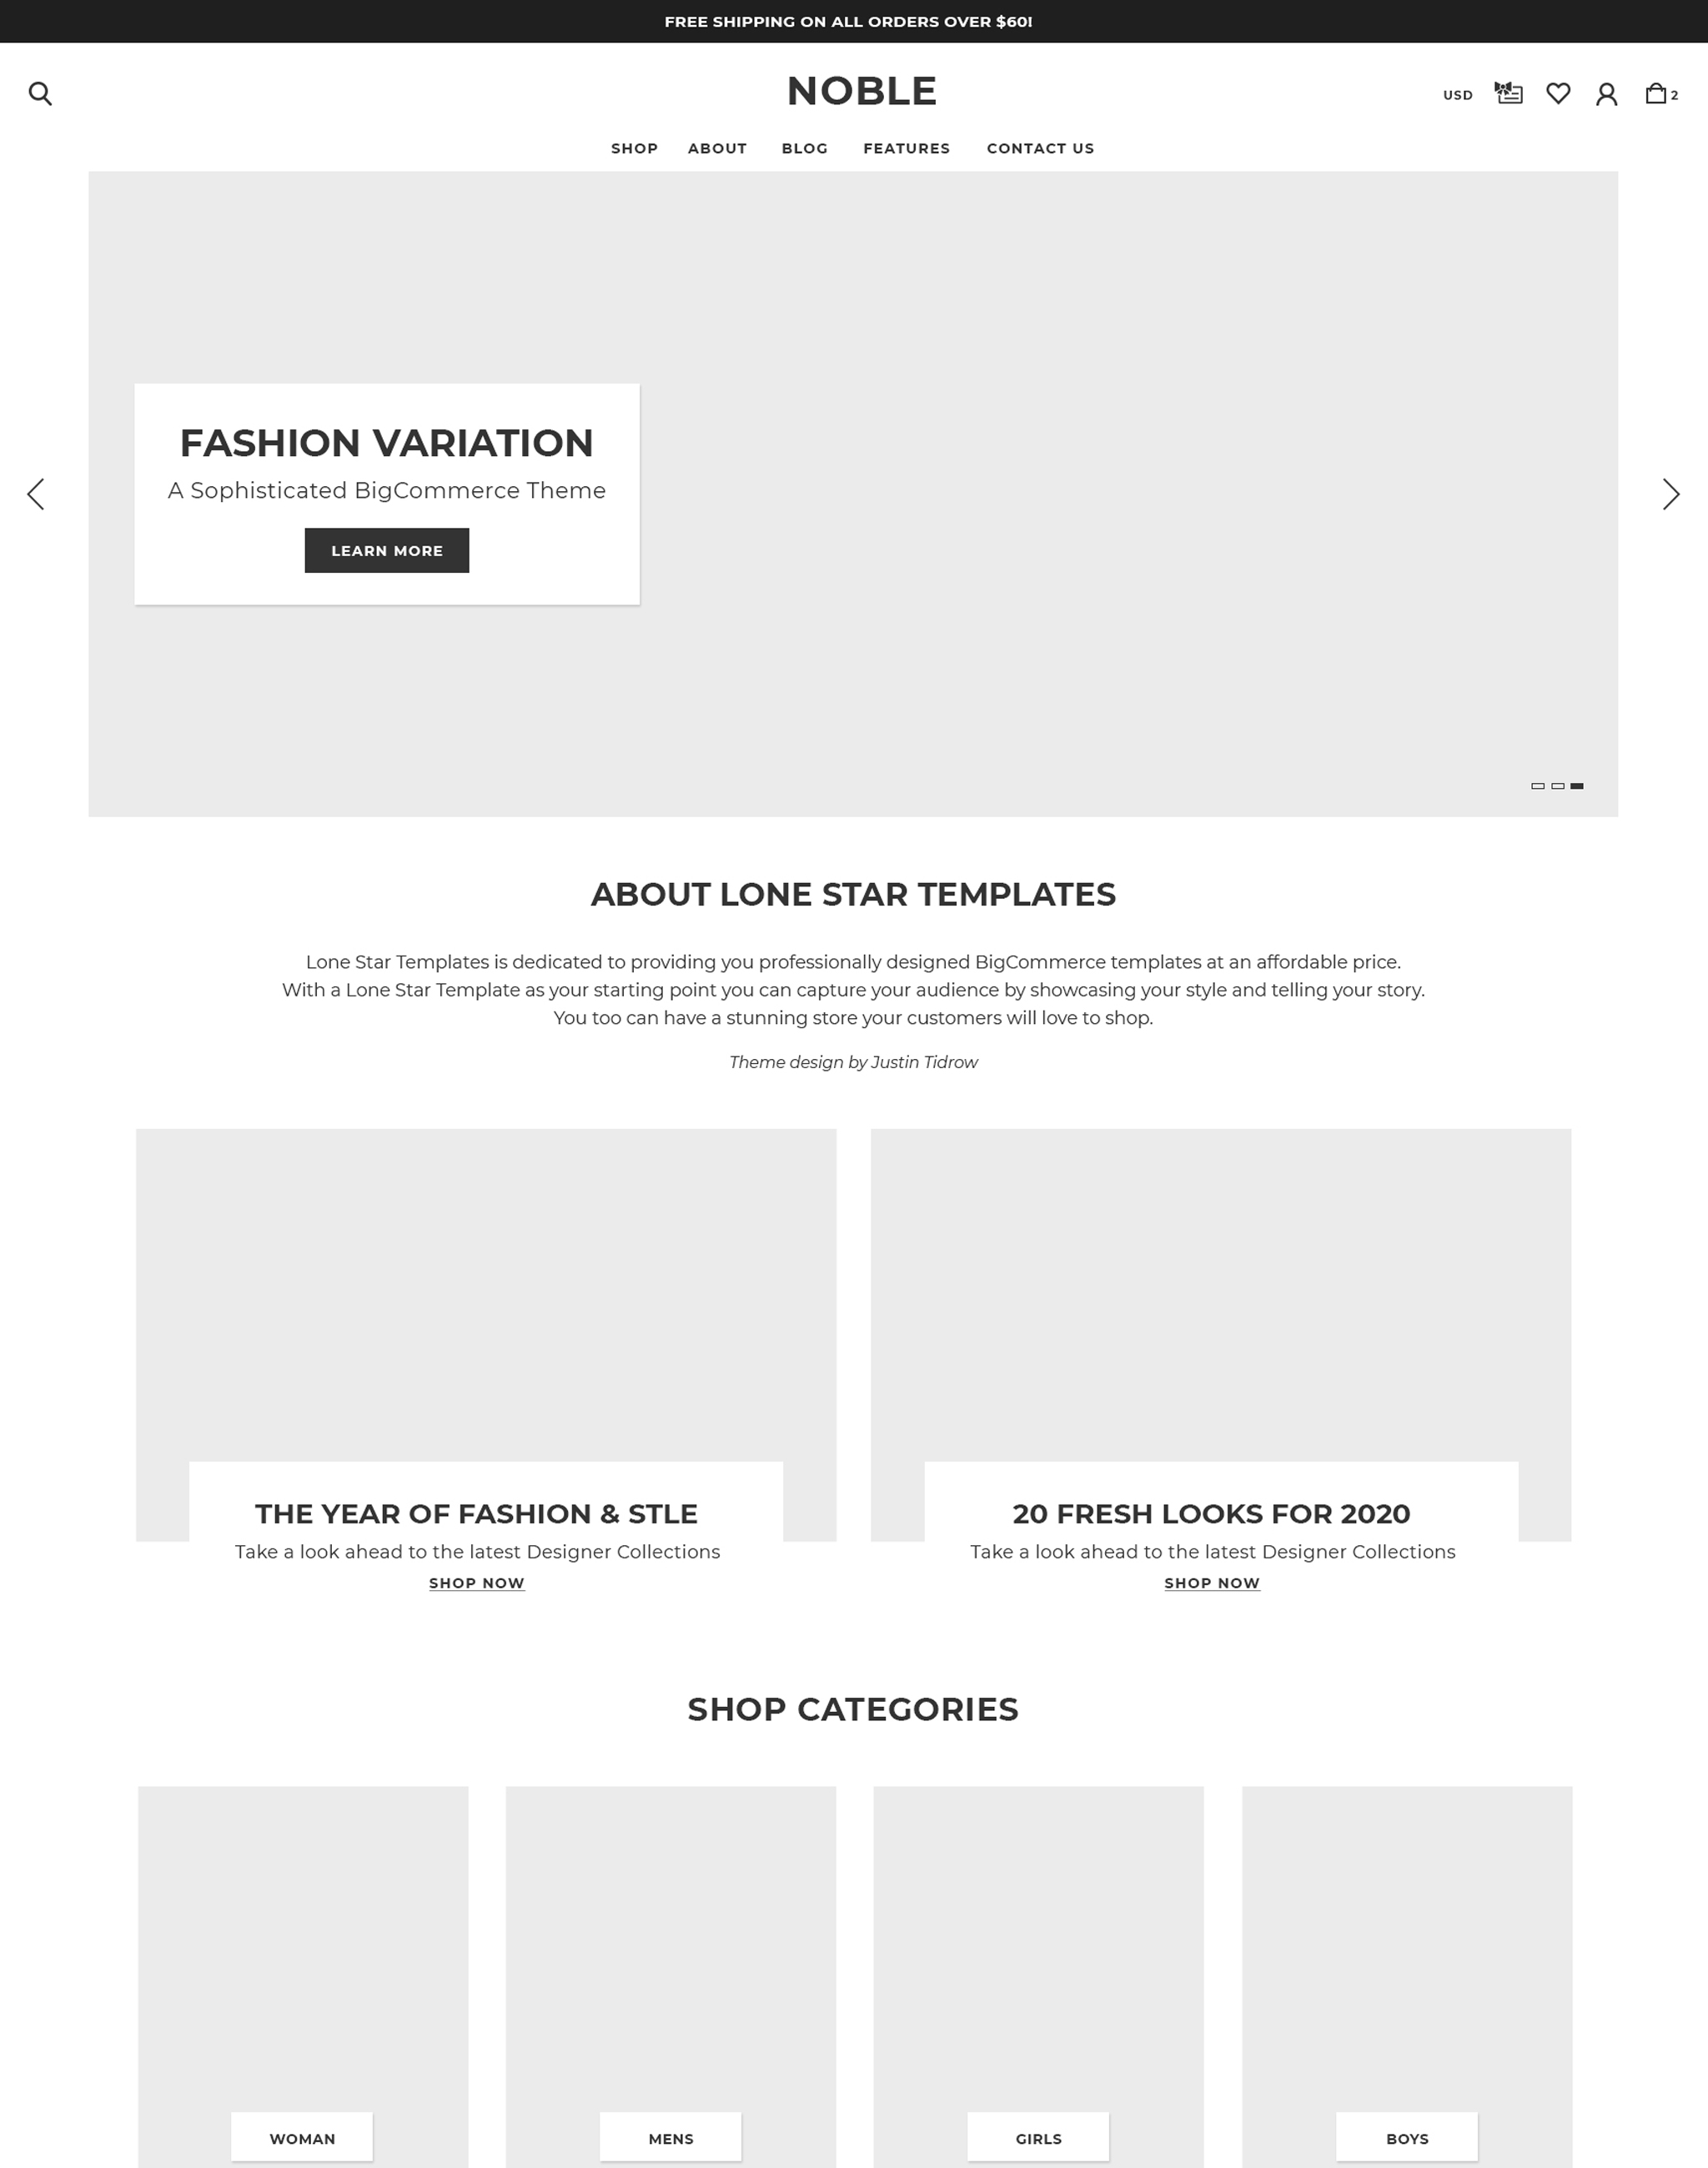 FREE SHIPPING ON ALL ORDERS OVER $60!
NOBLE
USD
2
SHOP ABOUT BLOG FEATURES CONTACT US
FASHION VARIATION
A Sophisticated BigCommerce Theme
LEARN MORE
ABOUT LONE STAR TEMPLATES
Lone Star Templates is dedicated to providing you professionally designed BigCommerce templates at an affordable price.
With a Lone Star Template as your starting point you can capture your audience by showcasing your style and telling your story.
You too can have a stunning store your customers will love to shop.
Theme design by Justin Tidrow
THE YEAR OF FASHION & STLE
Take a look ahead to the latest Designer Collections
SHOP NOW
20 FRESH LOOKS FOR 2020
Take a look ahead to the latest Designer Collections
SHOP NOW
SHOP CATEGORIES
WOMAN
MENS
GIRLS
BOYS